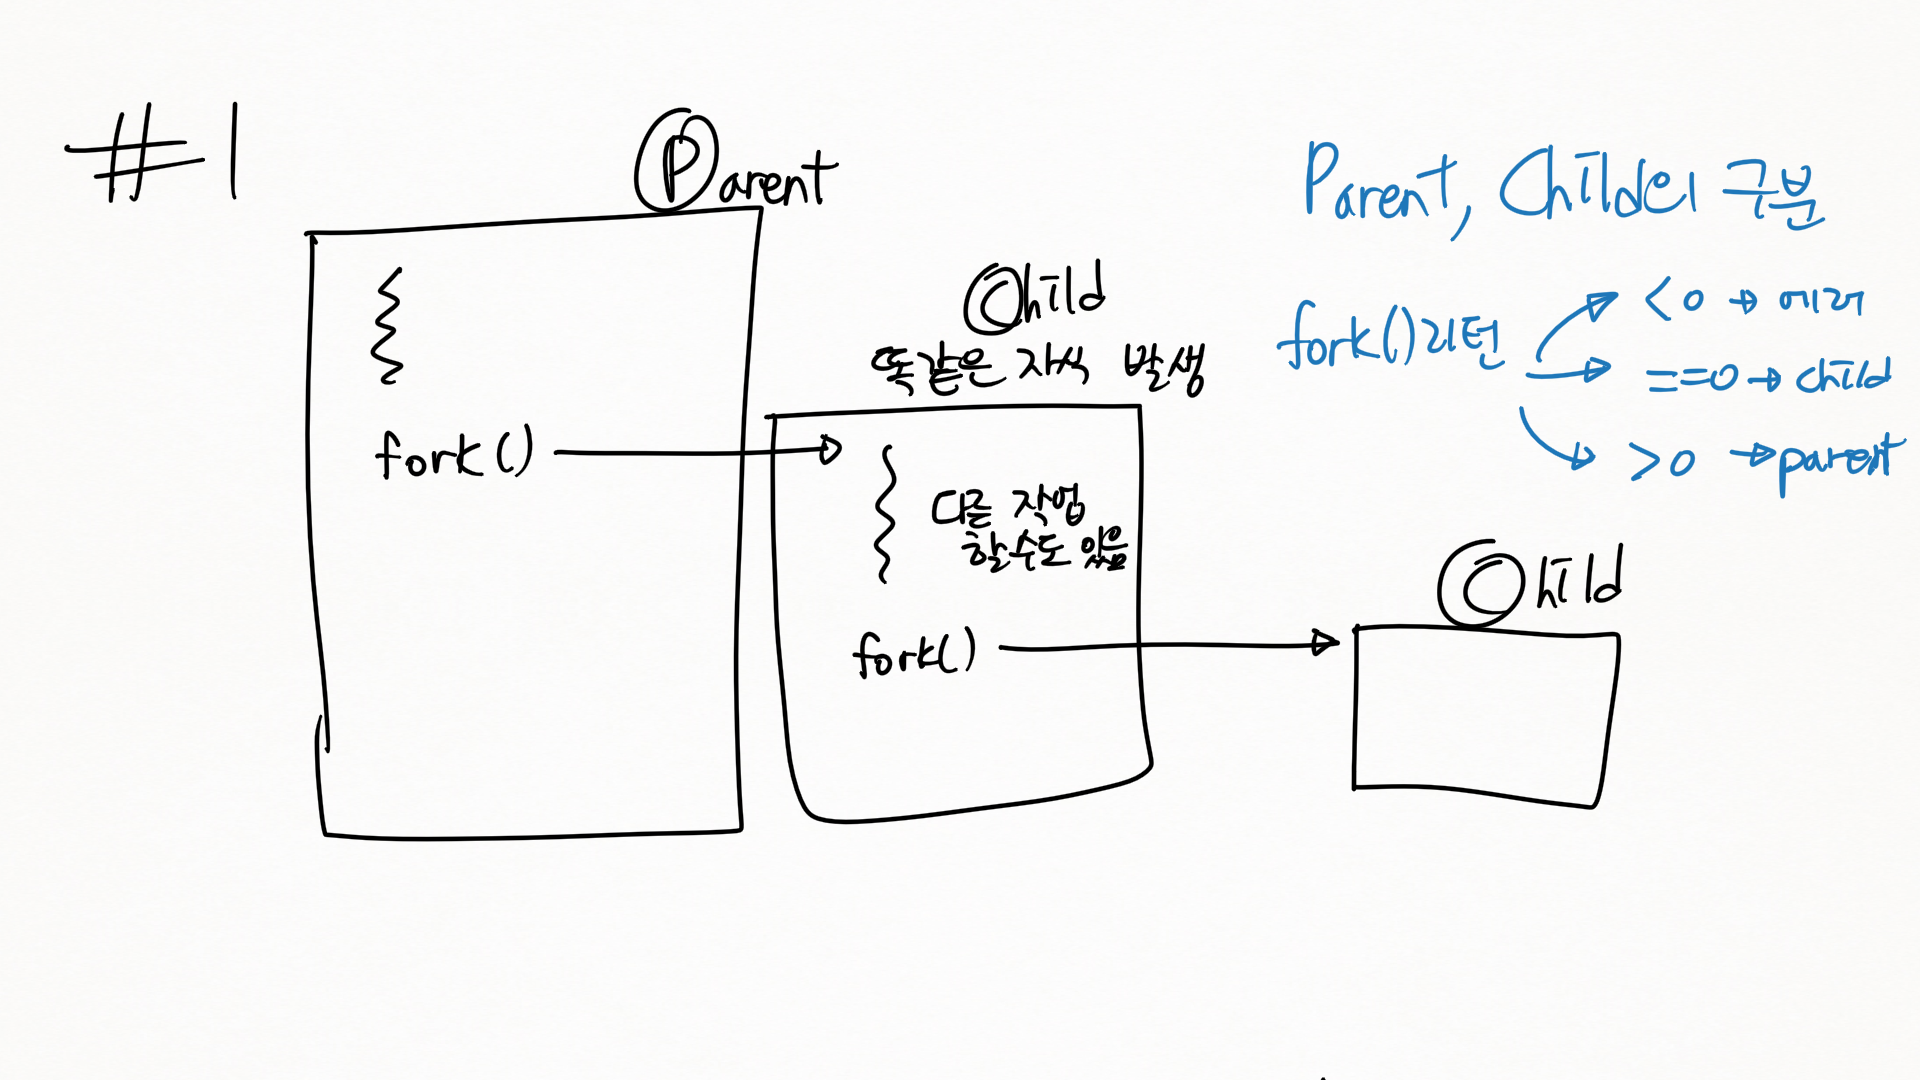 #1
Parent
fork()
Child
똑같은 자식 발생
다른 작업
할수도 있음
fork()
Child
Parent, Child의 구분
fork()리턴
<0 → 에러
==0 → child
>0 → parent